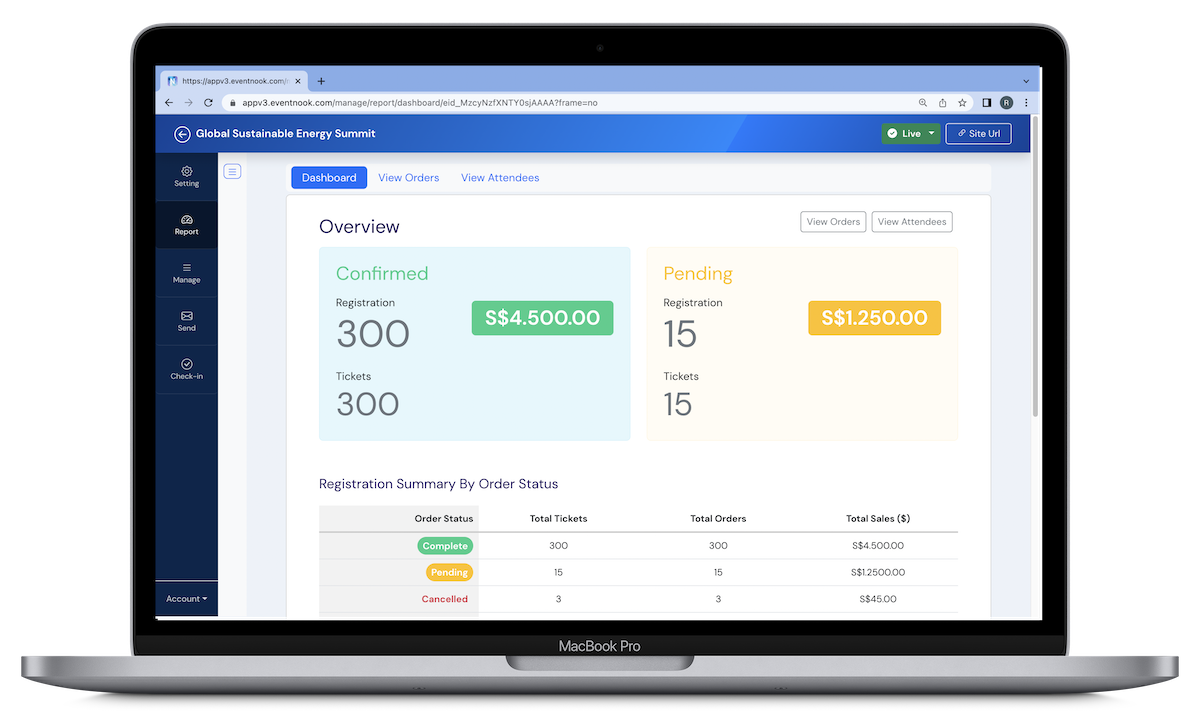 https://appv3.eventnook.com/
appv3.eventnook.com/manage/report/dashboard/eid_MzcyNzfXNTY0sjAAAA?frame=no
R
Global Sustainable Energy Summit
Live
Site Url
Setting
Report
Manage
Send
Check-in
Account
Dashboard
View Orders
View Attendees
Overview
View Orders
View Attendees
Confirmed
Registration
300
S$4.500.00
Tickets
300
Pending
Registration
15
S$1.250.00
Tickets
15
Registration Summary By Order Status
Order Status Total Tickets Total Orders Total Sales ($)
Complete 300 300 S$4.500.00
Pending 15 15 S$1.2500.00
Cancelled 3 3 S$45.00
MacBook Pro